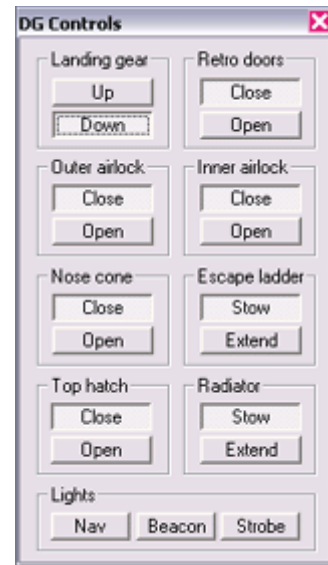 DG Controls
Landing gear Retro doors
Up Close
Down Open
Outer airlock Inner airlock
Close Close
Open Open
Nose cone Escape ladder
Close Stow
Open Extend
Top hatch Radiator
Close Stow
Open Extend
Lights
Nav Beacon Strobe